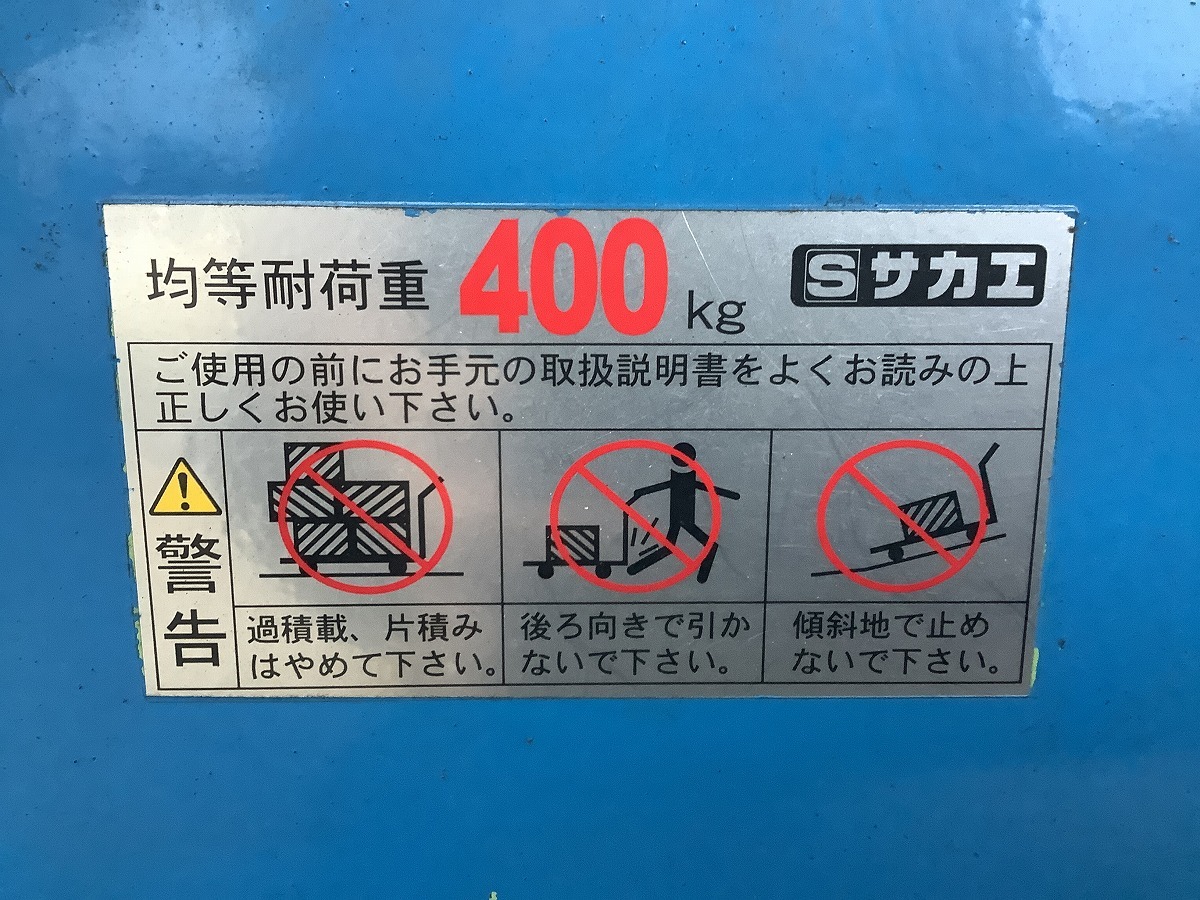 均等耐荷重 400 kg Sサカエ
ご使用の前にお手元の取扱説明書をよくお読みの上
正しくお使い下さい。
警告
過積載、片積み
はやめて下さい。
後ろ向きで引か
ないで下さい。
傾斜地で止め
ないで下さい。